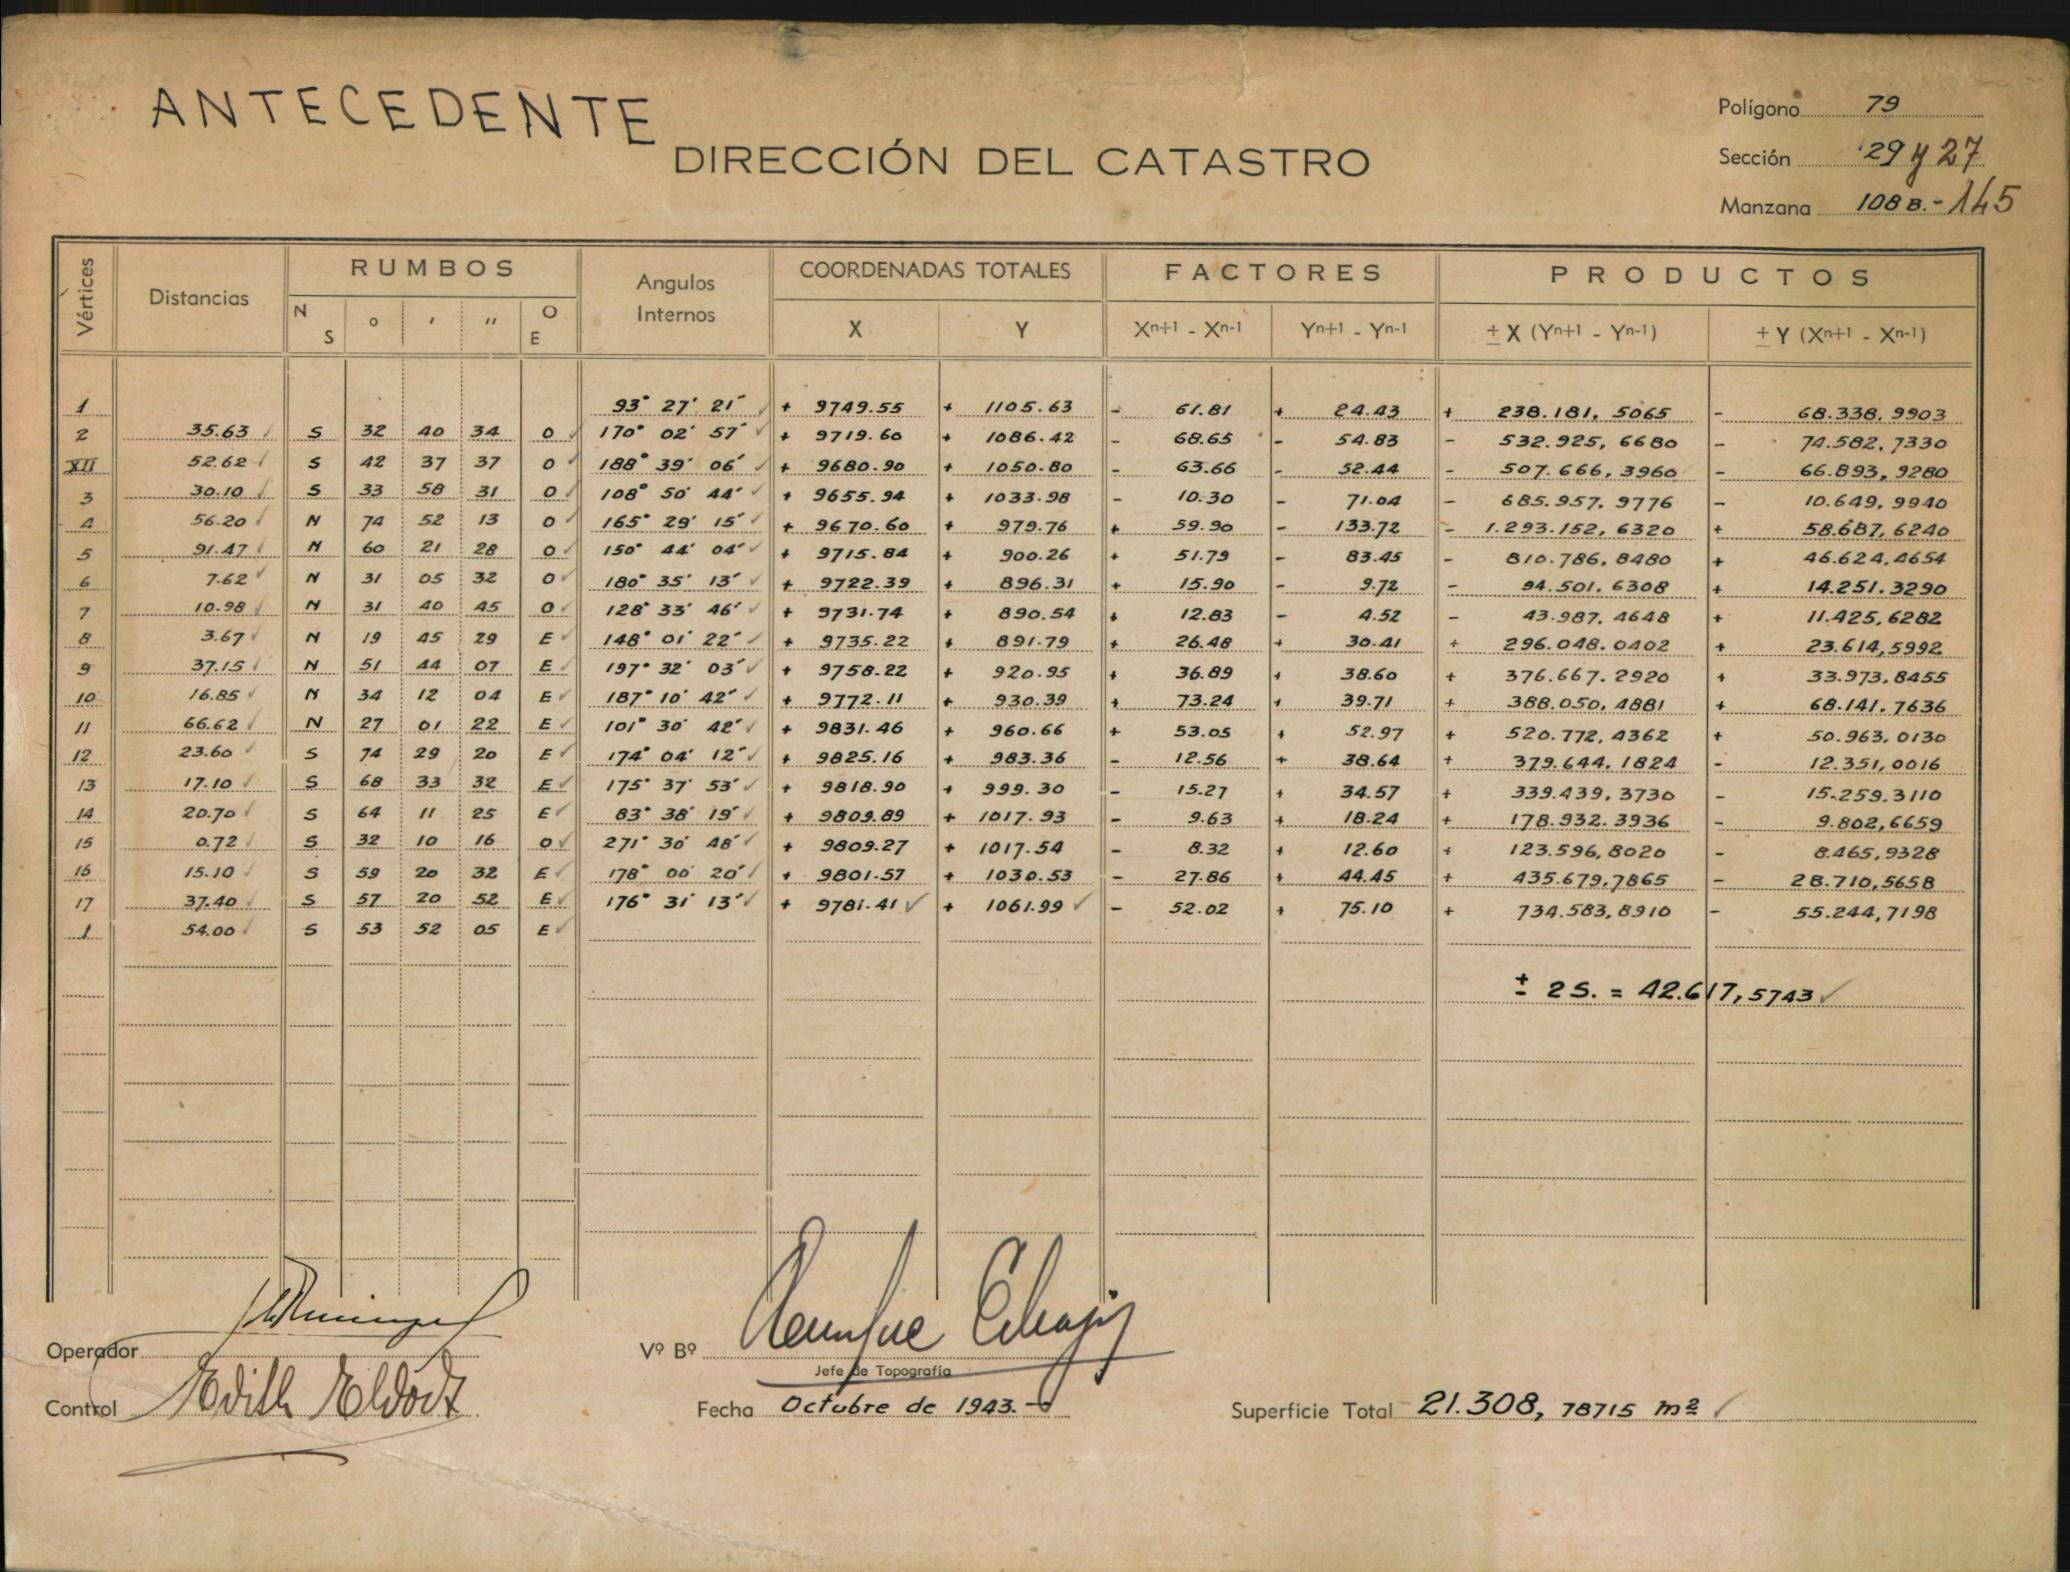 ANTECEDENTE
DIRECCIÓN DEL CATASTRO
Polígono 79
Sección 29 y 27
Manzana 108 B.- 145
Vértices Distancias RUMBOS Angulos Internos COORDENADAS TOTALES FACTORES PRODUCTOS
N S ° ' '' O E X Y Xn+1 - Xn-1 Yn+1 - Yn-1 ± X (Yn+1 - Yn-1) ± Y (Xn+1 - Xn-1)
1 93° 27' 21" + 9749.55 + 1105.63 - 61.81 + 24.43 + 238.181,5065 - 68.338,9903
2 35.63 S 32 40 34 O 170° 02' 57" + 9719.60 + 1086.42 - 68.65 - 54.83 - 532.925,6680 - 74.582,7330
XII 52.62 S 42 37 37 O 188° 39' 06" + 9680.90 + 1050.80 - 63.66 - 52.44 - 507.666,3960 - 66.893,9280
3 30.10 S 33 58 31 O 108° 50' 44" + 9655.94 + 1033.98 - 10.30 - 71.04 - 685.957.9776 - 10.649,9940
4 56.20 N 74 52 13 O 165° 29' 15" + 9670.60 + 979.76 + 59.90 - 133.72 - 1.293.152,6320 + 58.687,6240
5 91.47 N 60 21 28 O 150° 44' 04" + 9715.84 + 900.26 + 51.79 - 83.45 - 810.786,8480 + 46.624,4654
6 7.62 N 31 05 32 O 180° 35' 13" + 9722.39 + 896.31 + 15.90 - 9.72 - 94.501,6308 + 14.251.3290
7 10.98 N 31 40 45 O 128° 33' 46" + 9731.74 + 890.54 + 12.83 - 4.52 - 43.987.4648 + 11.425,6282
8 3.67 N 19 45 29 E 148° 01' 22" + 9735.22 + 891.79 + 26.48 + 30.41 + 296.048.0402 + 23.614,5992
9 37.15 N 51 44 07 E 197° 32' 03" + 9758.22 + 920.95 + 36.89 + 38.60 + 376.667.2920 + 33.973,8455
10 16.85 N 34 12 04 E 187° 10' 42" + 9772.11 + 930.39 + 73.24 + 39.71 + 388.050,4881 + 68.141.7636
11 66.62 N 27 01 22 E 101° 30' 42" + 9831.46 + 960.66 + 53.05 + 52.97 + 520.772,4362 + 50.963,0130
12 23.60 S 74 29 20 E 174° 04' 12" + 9825.16 + 983.36 - 12.56 + 38.64 + 379.644.1824 - 12.351,0016
13 17.10 S 68 33 32 E 175° 37' 53" + 9818.90 + 999.30 - 15.27 + 34.57 + 339.439,3730 - 15.259.3110
14 20.70 S 64 11 25 E 83° 38' 19" + 9809.89 + 1017.93 - 9.63 + 18.24 + 178.932.3936 - 9.802,6659
15 0.72 S 32 10 16 O 271° 30' 48" + 9809.27 + 1017.54 - 8.32 + 12.60 + 123.596,8020 - 8.465,9328
16 15.10 S 59 20 32 E 178° 00' 20" + 9801.57 + 1030.53 - 27.86 + 44.45 + 435.679,7865 - 28.710,5658
17 37.40 S 57 20 52 E 176° 31' 13" + 9781.41 + 1061.99 - 52.02 + 75.10 + 734.583,8910 - 55.244,7198
1 54.00 S 53 52 05 E
± 2 S. = 42.617,5743
Operador
Vº Bº
Jefe de Topografía
Control Edith
Fecha Octubre de 1943.-
Superficie Total 21.308,78715 m²